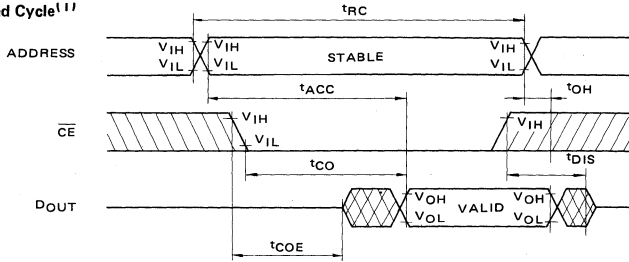 d Cycle(1)
tRC
ADDRESS
VIH VIH STABLE VIH
VIL VIL VIL
tACC
tOH
CE VIH VIH
VIL
tDIS
tCO
DOUT VOH VALID VOH
VOL VOL
tCOE